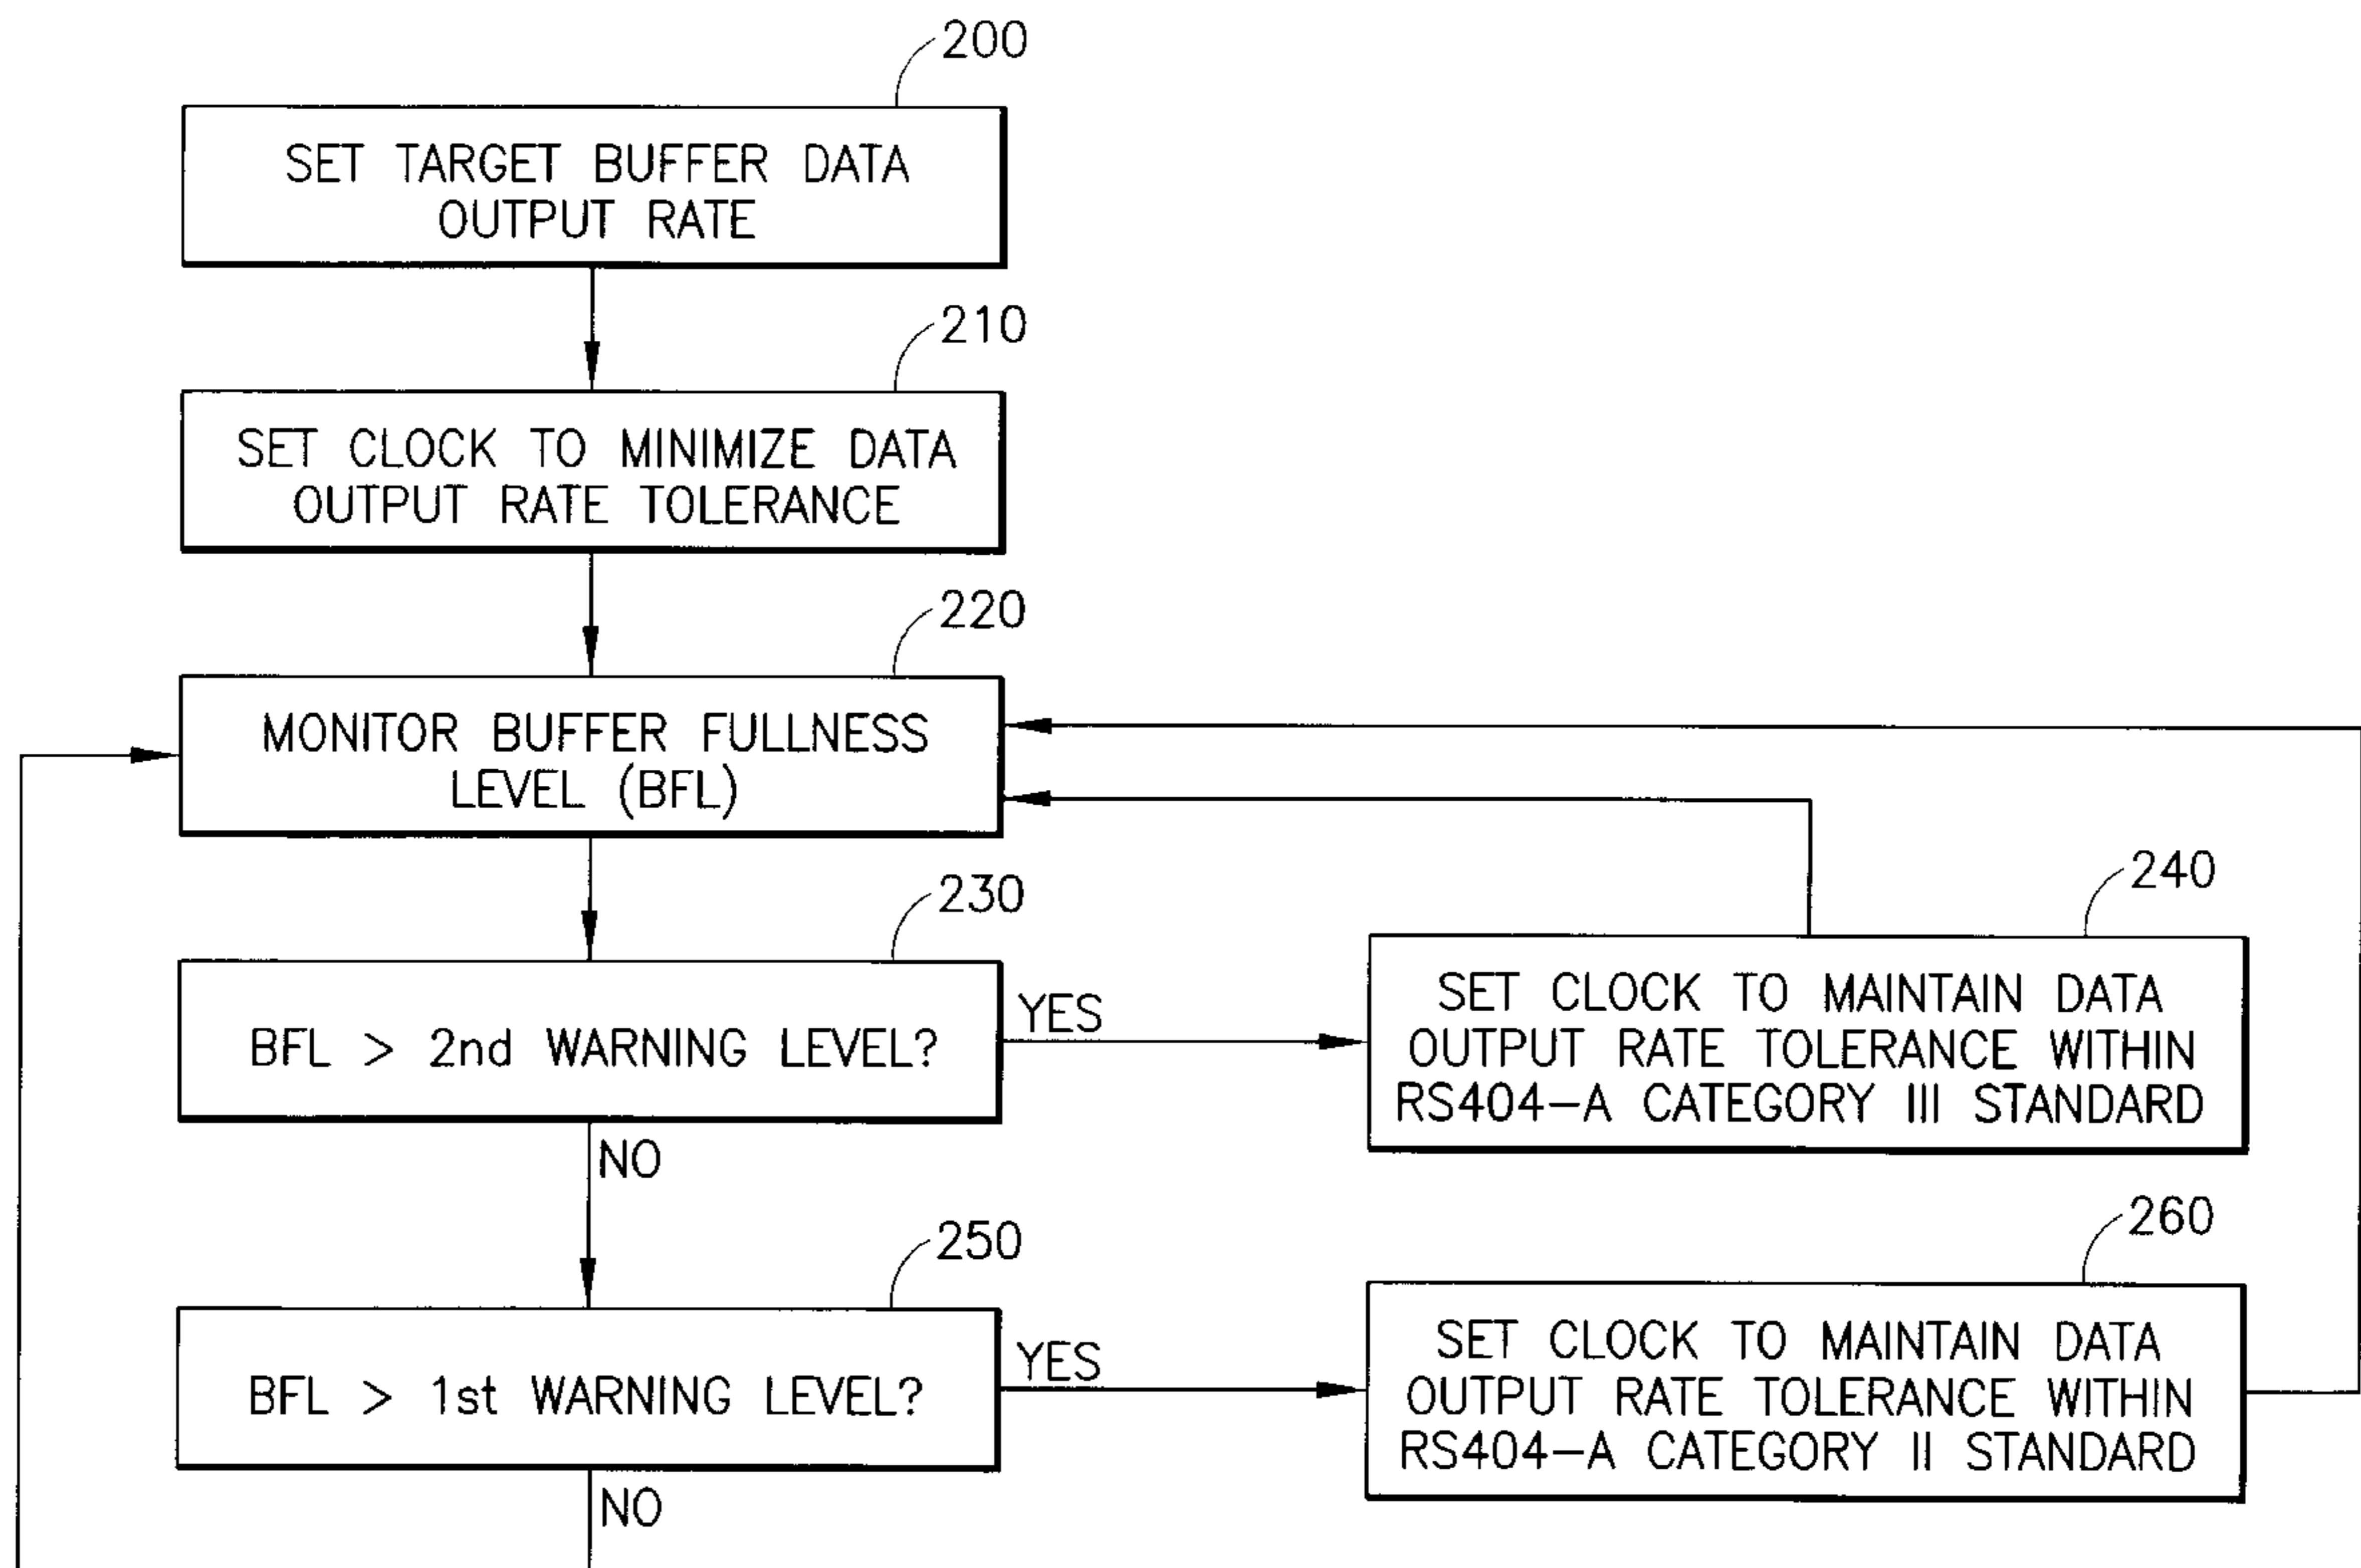 200
SET TARGET BUFFER DATA
OUTPUT RATE
210
SET CLOCK TO MINIMIZE DATA
OUTPUT RATE TOLERANCE
220
MONITOR BUFFER FULLNESS
LEVEL (BFL)
230
BFL > 2nd WARNING LEVEL?
YES
240
SET CLOCK TO MAINTAIN DATA
OUTPUT RATE TOLERANCE WITHIN
RS404-A CATEGORY III STANDARD
NO
250
BFL > 1st WARNING LEVEL?
YES
260
SET CLOCK TO MAINTAIN DATA
OUTPUT RATE TOLERANCE WITHIN
RS404-A CATEGORY II STANDARD
NO